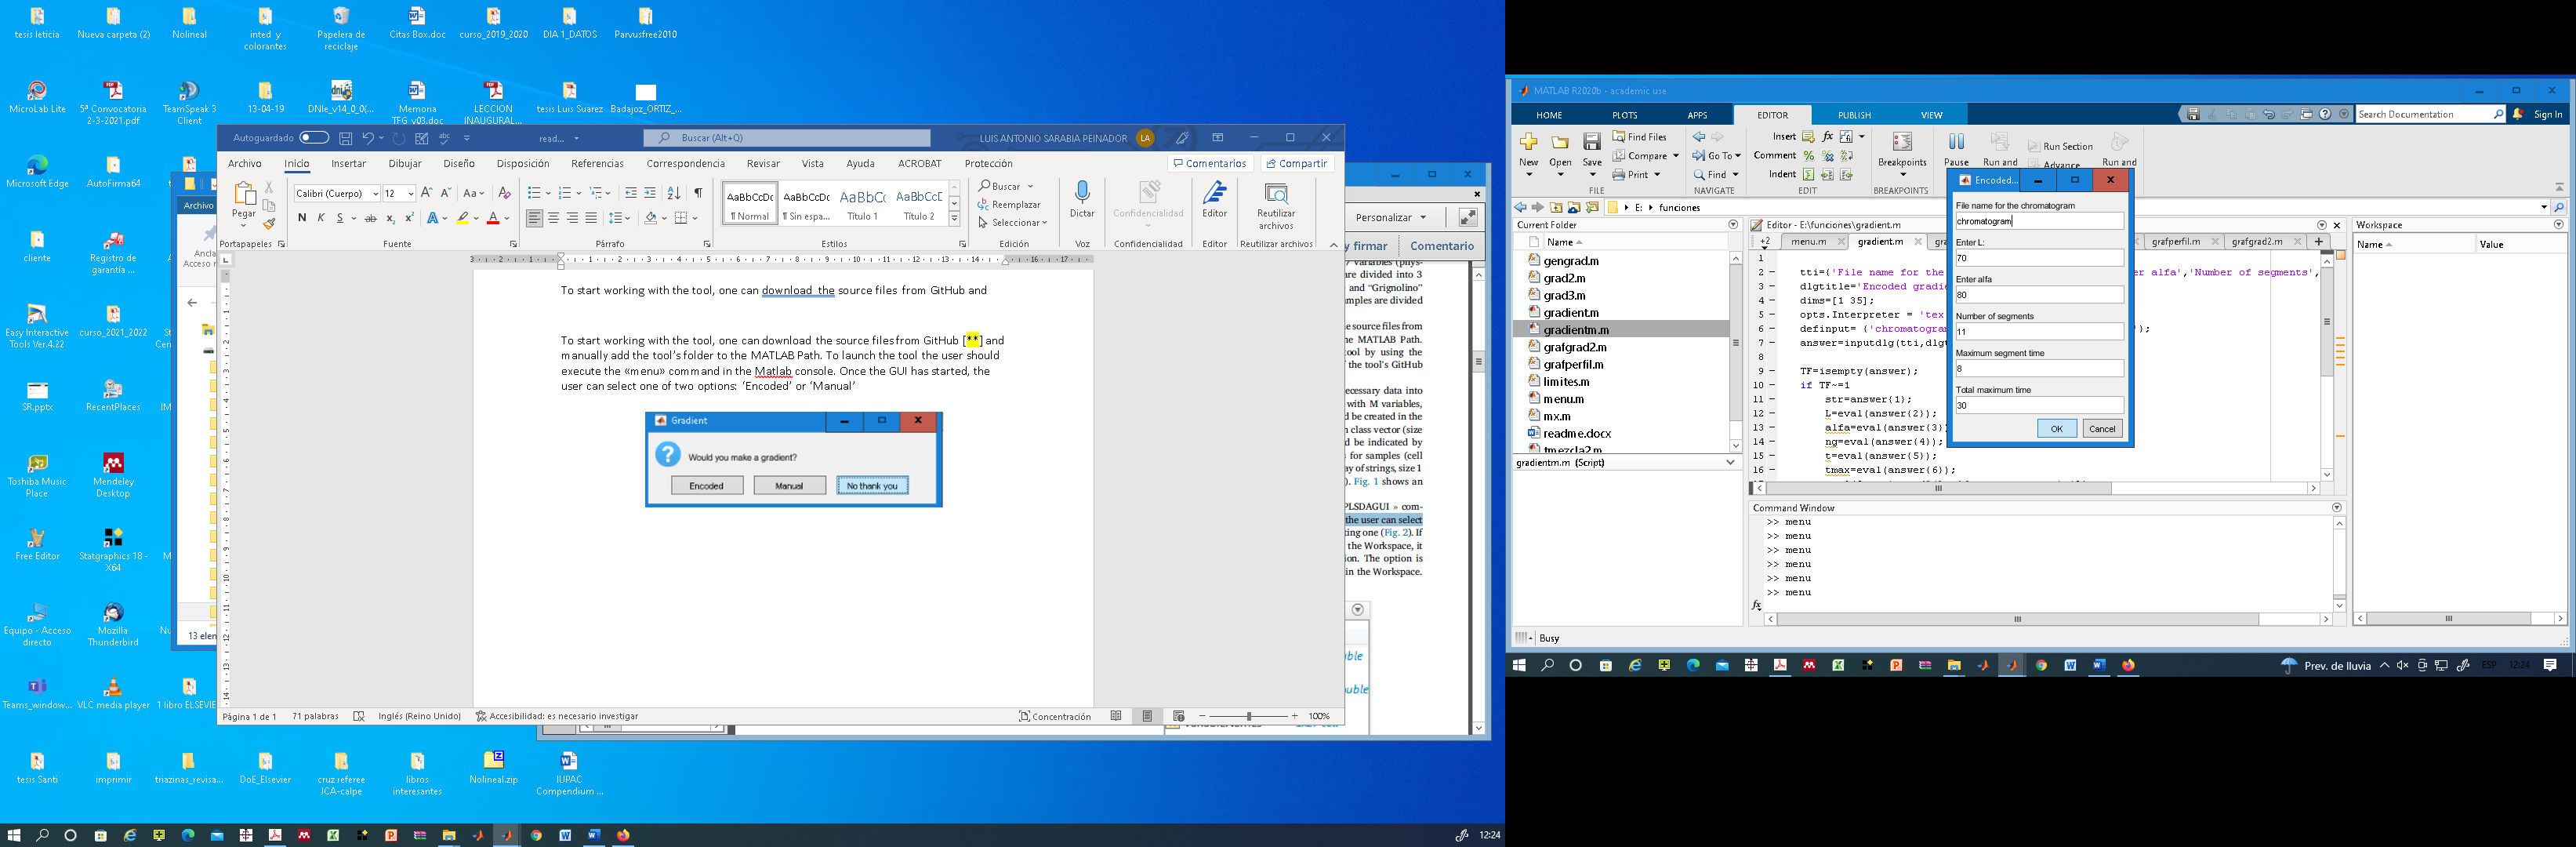 tesis leticia
Nueva carpeta (2)
Nolineal
inted y colorantes
Papelera de reciclaje
Citas Box.doc
curso_2019_2020
DIA 1_DATOS
Parvusfree2010
MicroLab Lite
5ª Convocatoria 2-3-2021.pdf
TeamSpeak 3 Client
13-04-19
DNIe_v14_0_0(...
Memoria TFG_v03.doc
LECCION INAUGURAL...
tesis Luis Suarez
Badajoz_ORTIZ_...
Microsoft Edge
AutoFirma64
cliente
Registro de garantía ...
Easy Interactive Tools Ver.4.22
curso_2021_2022
SR.pptx
RecentPlaces
Toshiba Music Place
Mendeley Desktop
Free Editor
Statgraphics 18 - X64
Equipo - Acceso directo
Mozilla Thunderbird
Teams_window...
VLC media player
1 libro ELSEVIE
tesis Santi
imprimir
triazinas_revisa...
DoE_Elsevier
cruz referee JCA-calpe
libros interesantes
Nolineal.zip
IUPAC Compendium ...
Archivo
13 elen
Autoguardado
read...
Buscar (Alt+Q)
LUIS ANTONIO SARABIA PEINADOR
LA
Archivo Inicio Insertar Dibujar Diseño Disposición Referencias Correspondencia Revisar Vista Ayuda ACROBAT Protección
Comentarios
Compartir
Pegar
Calibri (Cuerpo) 12
N K S ab x₂ x²
AaBbCcDc AaBbCcDc AaBbCc AaBbCcE
¶ Normal ¶ Sin espa... Título 1 Título 2
Buscar
Reemplazar
Seleccionar
Dictar
Confidencialidad
Editor
Reutilizar archivos
Portapapeles Fuente Párrafo Estilos Edición Voz Confidencialidad Editor Reutilizar archivos
To start working with the tool, one can download the source files from GitHub and
To start working with the tool, one can download the source files from GitHub [**] and
manually add the tool's folder to the MATLAB Path. To launch the tool the user should
execute the «menu» command in the Matlab console. Once the GUI has started, the
user can select one of two options: 'Encoded' or 'Manual'
Gradient
Would you make a gradient?
Encoded
Manual
No thank you
Página 1 de 1
71 palabras
Inglés (Reino Unido)
Accesibilidad: es necesario investigar
Concentración
100%
Personalizar
y firmar
Comentario
are divided into 3
and "Grignolino"
amples are divided
he source files from
he MATLAB Path.
ool by using the
of the tool's GitHub
ecessary data into
with M variables,
d be created in the
n class vector (size
d be indicated by
for samples (cell
ay of strings, size 1
). Fig. 1 shows an
PLSDAGUI » com-
the user can select
ting one (Fig. 2). If
the Workspace, it
ion. The option is
in the Workspace.
12:24
MATLAB R2020b - academic use
HOME PLOTS APPS EDITOR PUBLISH VIEW
Search Documentation
Sign In
New
Open
Save
Find Files
Compare
Print
Go To
Find
Insert
Comment
Indent
Breakpoints
Pause
Run and
Run Section
Advance
Run and
FILE NAVIGATE EDIT BREAKPOINTS
E: funciones
Current Folder
Name
gengrad.m
grad2.m
grad3.m
gradient.m
gradientm.m
grafgrad2.m
grafperfil.m
limites.m
menu.m
mx.m
readme.docx
tmezcla2.m
gradientm.m (Script)
Editor - E:\funciones\gradient.m
+2 menu.m gradient.m gra grafperfil.m grafgrad2.m
1
2 tti={'File name for the
er alfa','Number of segments',
3 dlgtitle='Encoded gradi
4 dims=[1 35];
5 opts.Interpreter = 'tex
6 definput= {'chromatogram
7 answer=inputdlg(tti,dlgt
8
9 TF=isempty(answer);
10 if TF~=1
11 str=answer{1};
12 L=eval(answer{2});
13 alfa=eval(answer{3})
14 ng=eval(answer{4});
15 t=eval(answer{5});
16 tmax=eval(answer{6});
Encoded...
File name for the chromatogram
chromatogram
Enter L:
70
Enter alfa
80
Number of segments
11
Maximum segment time
8
Total maximum time
30
OK
Cancel
Command Window
>> menu
>> menu
>> menu
>> menu
>> menu
>> menu
fx
Workspace
Name
Value
Busy
Prev. de lluvia
ESP
12:24